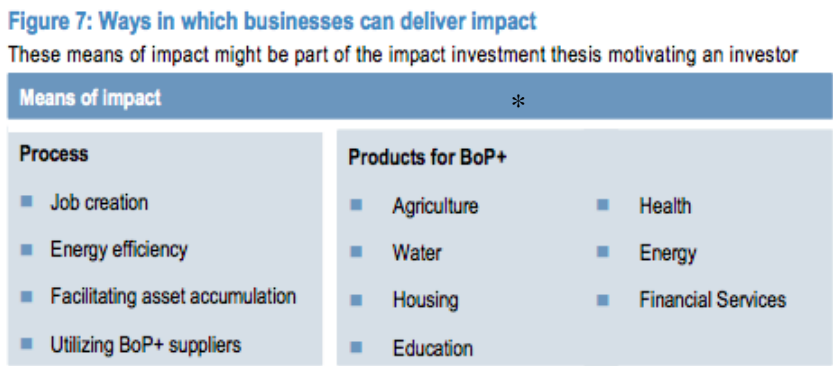 Figure 7: Ways in which businesses can deliver impact
These means of impact might be part of the impact investment thesis motivating an investor
Means of impact *
Process
Job creation
Energy efficiency
Facilitating asset accumulation
Utilizing BoP+ suppliers
Products for BoP+
Agriculture
Water
Housing
Education
Health
Energy
Financial Services